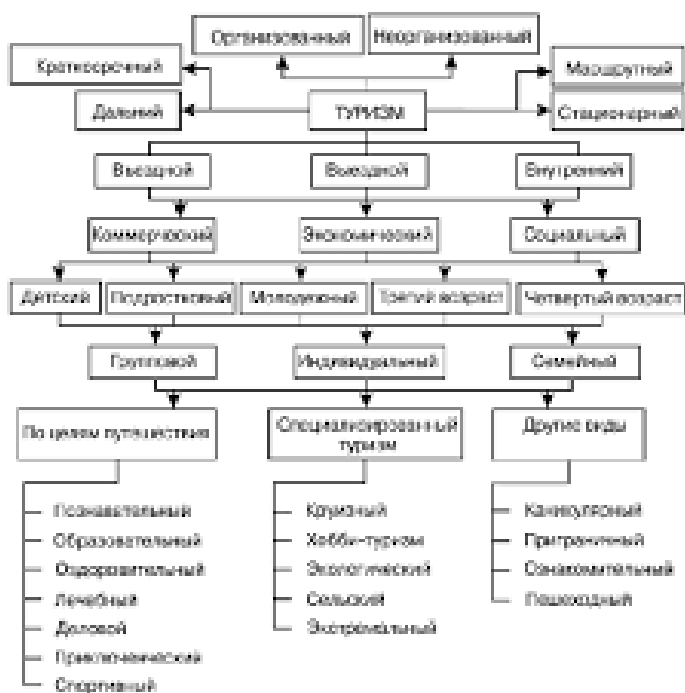 Организованный
Неорганизованный
Краткосрочный
Маршрутный
Дальний
ТУРИЗМ
Стационарный
Въездной
Выездной
Внутренний
Коммерческий
Экономический
Социальный
Детский
Подростковый
Молодежный
Третий возраст
Четвертый возраст
Групповой
Индивидуальный
Семейный
По целям путешествия
Специализированный
туризм
Другие виды
Познавательный
Образовательный
Оздоровительный
Лечебный
Деловой
Приключенческий
Спортивный
Круизный
Хобби-туризм
Экологический
Сельский
Экстремальный
Каникулярный
Приграничный
Ознакомительный
Пешеходный